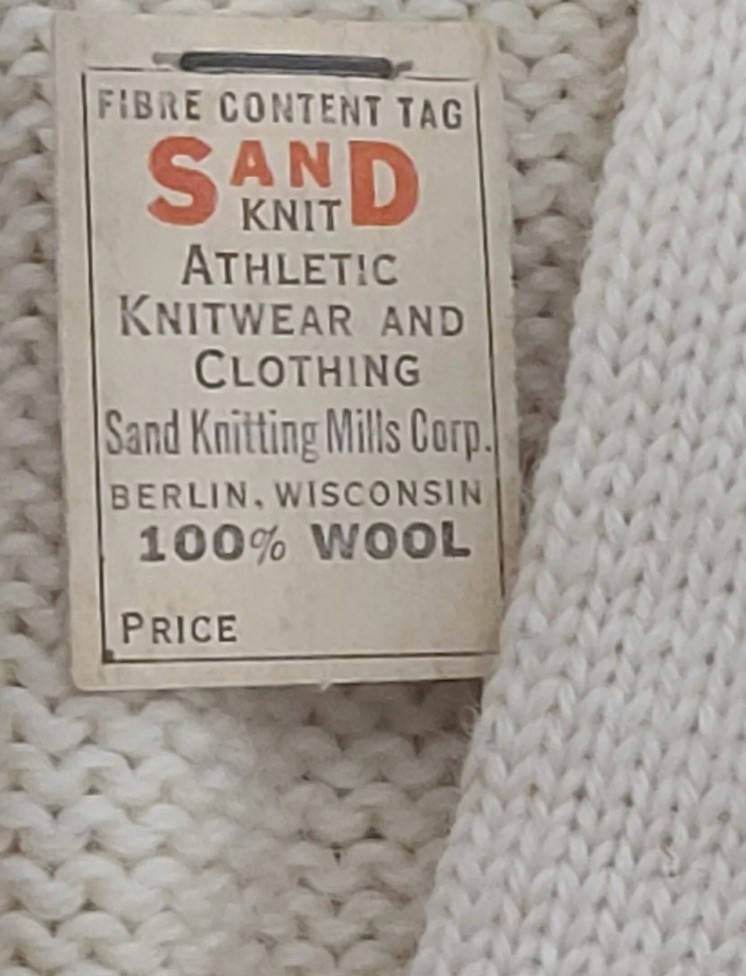 FIBRE CONTENT TAG
SAND
KNIT
ATHLETIC
KNITWEAR AND
CLOTHING
Sand Knitting Mills Corp.
BERLIN, WISCONSIN
100% WOOL
PRICE